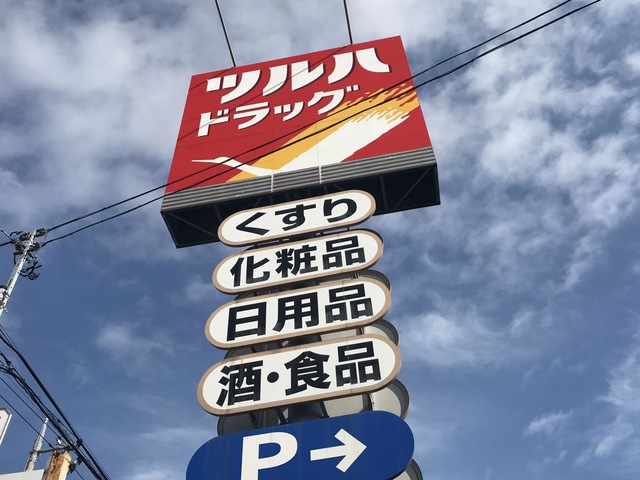 ツルハ
ドラッグ
くすり
化粧品
日用品
酒・食品
P→